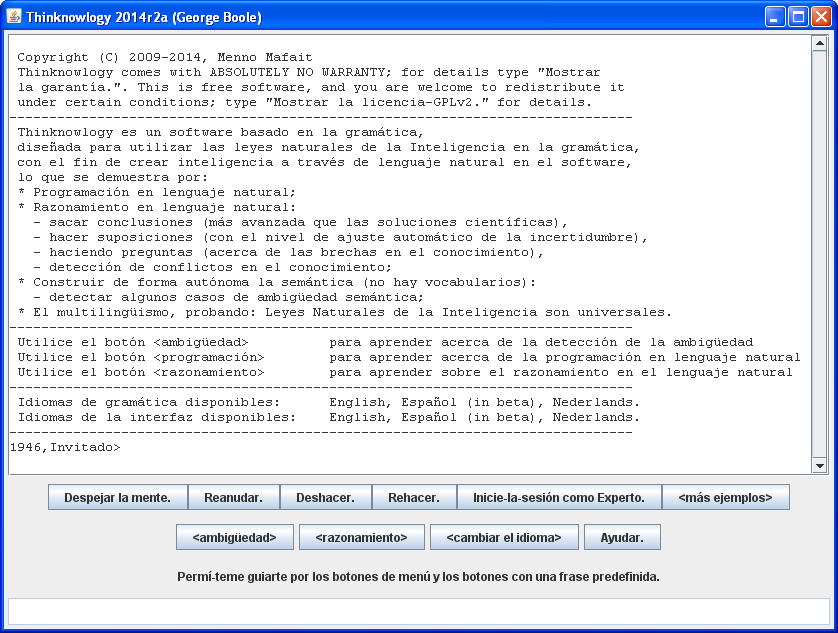 Thinknowlogy 2014r2a (George Boole)
Copyright (C) 2009-2014, Menno Mafait
Thinknowlogy comes with ABSOLUTELY NO WARRANTY; for details type "Mostrar
la garantía.". This is free software, and you are welcome to redistribute it
under certain conditions; type "Mostrar la licencia-GPLv2." for details.
--------------------------------------------------------------------------------
Thinknowlogy es un software basado en la gramática,
diseñada para utilizar las leyes naturales de la Inteligencia en la gramática,
con el fin de crear inteligencia a través de lenguaje natural en el software,
lo que se demuestra por:
* Programación en lenguaje natural;
* Razonamiento en lenguaje natural:
- sacar conclusiones (más avanzada que las soluciones científicas),
- hacer suposiciones (con el nivel de ajuste automático de la incertidumbre),
- haciendo preguntas (acerca de las brechas en el conocimiento),
- detección de conflictos en el conocimiento;
* Construir de forma autónoma la semántica (no hay vocabularios):
- detectar algunos casos de ambigüedad semántica;
* El multilingüismo, probando: Leyes Naturales de la Inteligencia son universales.
--------------------------------------------------------------------------------
Utilice el botón <ambigüedad> para aprender acerca de la detección de la ambigüedad
Utilice el botón <programación> para aprender acerca de la programación en lenguaje natural
Utilice el botón <razonamiento> para aprender sobre el razonamiento en el lenguaje natural
--------------------------------------------------------------------------------
Idiomas de gramática disponibles: English, Español (in beta), Nederlands.
Idiomas de la interfaz disponibles: English, Español (in beta), Nederlands.
--------------------------------------------------------------------------------
1946,Invitado>
Despejar la mente. Reanudar. Deshacer. Rehacer. Inicie-la-sesión como Experto. <más ejemplos>
<ambigüedad> <razonamiento> <cambiar el idioma> Ayudar.
Permí-teme guiarte por los botones de menú y los botones con una frase predefinida.